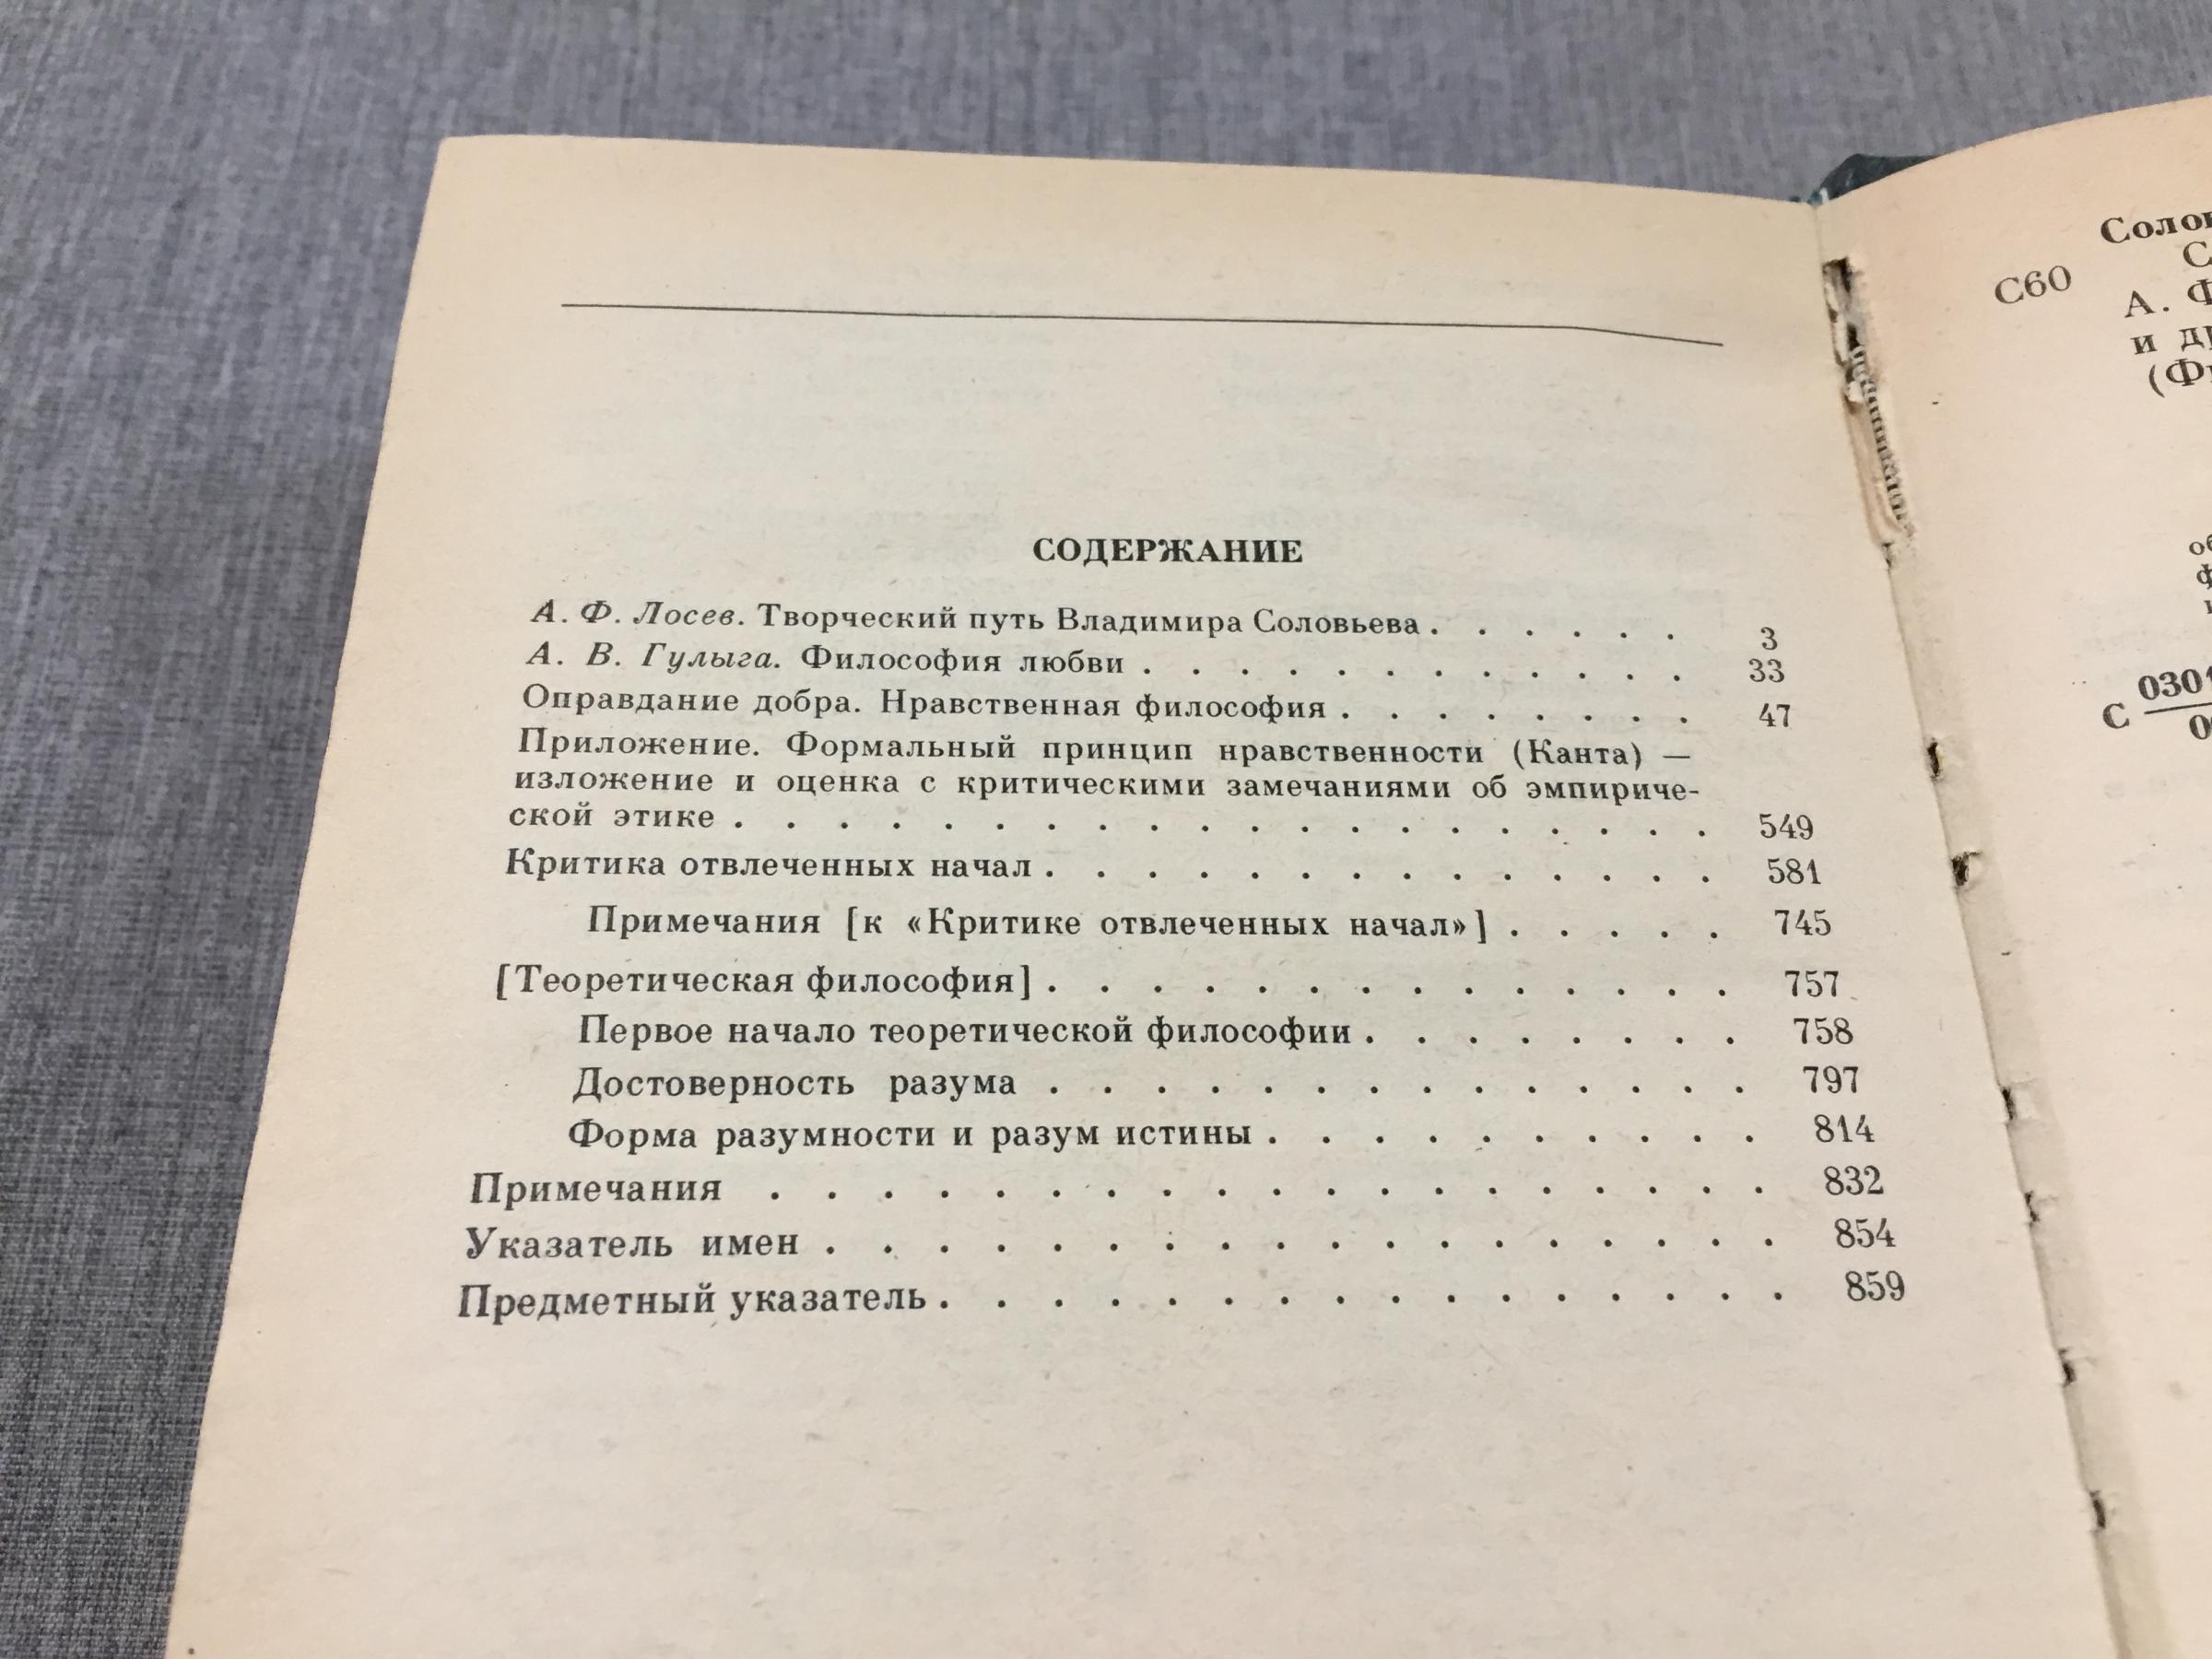 СОДЕРЖАНИЕ
А. Ф. Лосев. Творческий путь Владимира Соловьева . . . . . . 3
А. В. Гулыга. Философия любви . . . . . . . . . . . . 33
Оправдание добра. Нравственная философия . . . . . . . . 47
Приложение. Формальный принцип нравственности (Канта) —
изложение и оценка с критическими замечаниями об эмпириче-
ской этике . . . . . . . . . . . . . . . . . . . . 549
Критика отвлеченных начал . . . . . . . . . . . . . . 581
Примечания [к «Критике отвлеченных начал»] . . . . . 745
[Теоретическая философия] . . . . . . . . . . . . . . 757
Первое начало теоретической философии . . . . . . . . 758
Достоверность разума . . . . . . . . . . . . . . 797
Форма разумности и разум истины . . . . . . . . . . 814
Примечания . . . . . . . . . . . . . . . . . . . 832
Указатель имен . . . . . . . . . . . . . . . . . . 854
Предметный указатель . . . . . . . . . . . . . . . . 859
С60
А. Ф
и
С